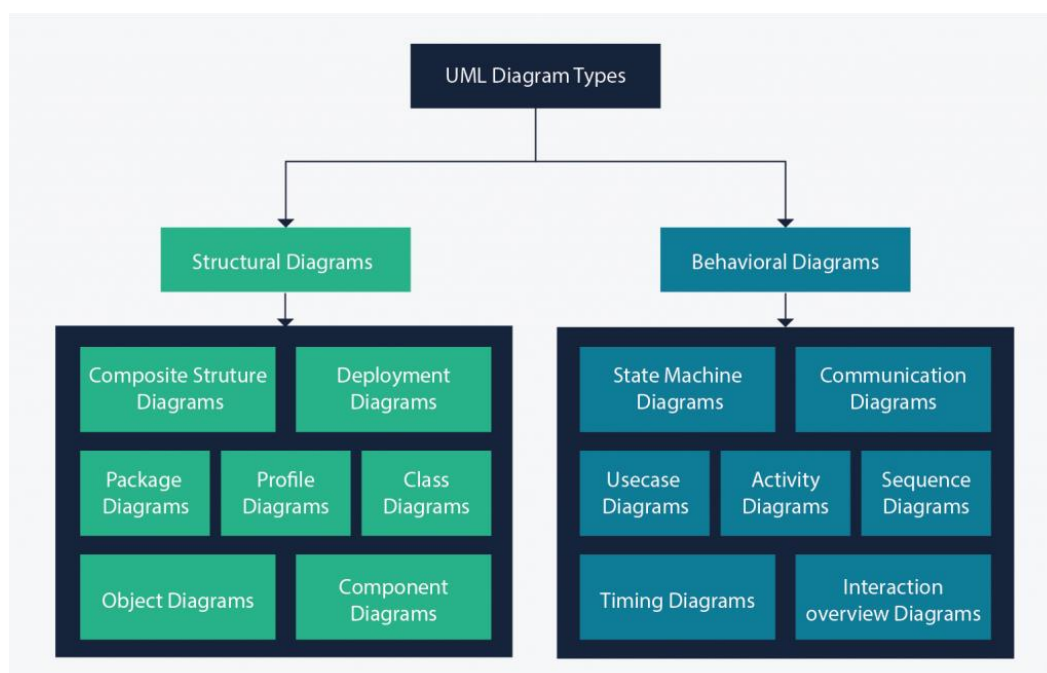 UML Diagram Types
Structural Diagrams
Behavioral Diagrams
Composite Struture
Diagrams
Deployment
Diagrams
Package
Diagrams
Profile
Diagrams
Class
Diagrams
Object Diagrams
Component
Diagrams
State Machine
Diagrams
Communication
Diagrams
Usecase
Diagrams
Activity
Diagrams
Sequence
Diagrams
Timing Diagrams
Interaction
overview Diagrams